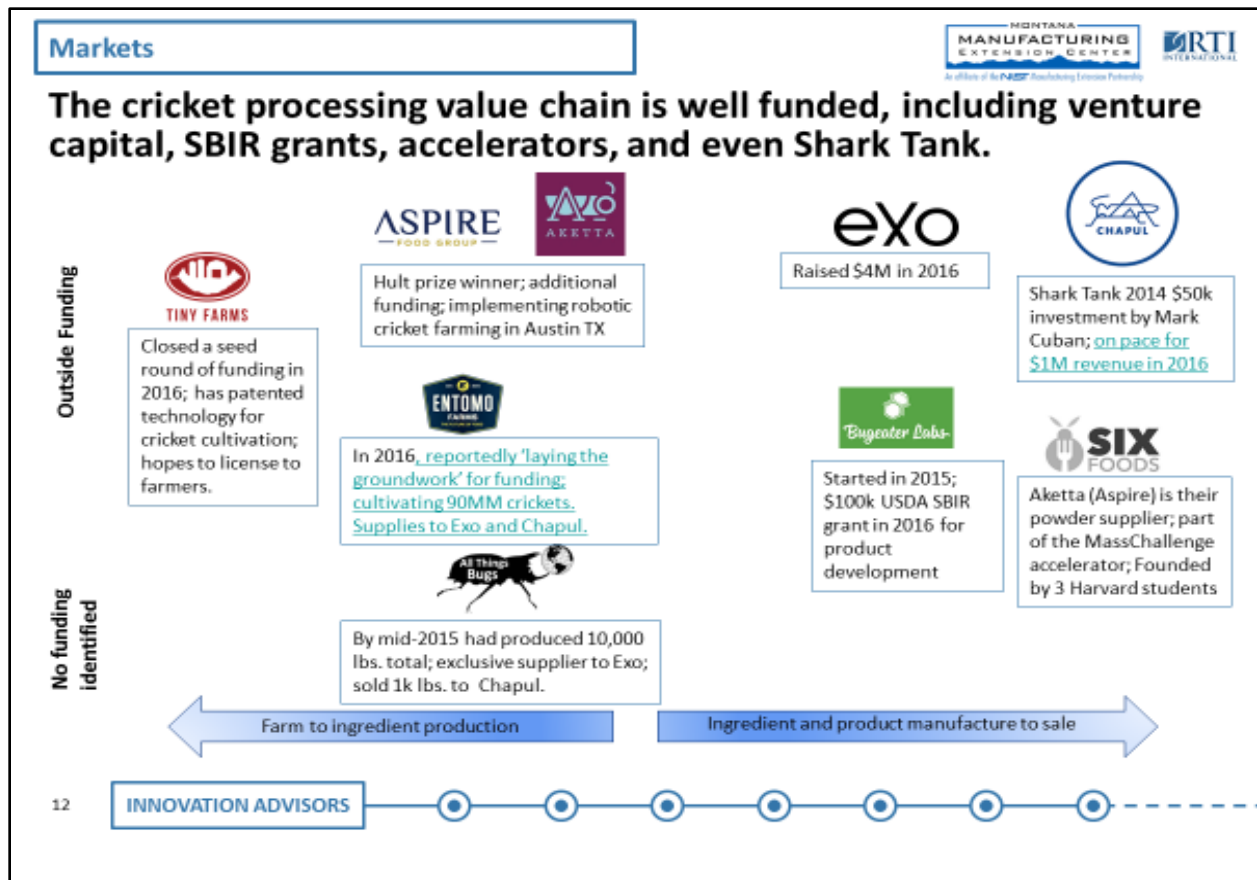 Markets
MONTANA
MANUFACTURING
EXTENSION CENTER
An affiliate of the NIST Manufacturing Extension Partnership
RTI
INTERNATIONAL
The cricket processing value chain is well funded, including venture
capital, SBIR grants, accelerators, and even Shark Tank.
Outside Funding
TINY FARMS
Closed a seed
round of funding in
2016; has patented
technology for
cricket cultivation;
hopes to license to
farmers.
ASPIRE
FOOD GROUP
AKETTA
Hult prize winner; additional
funding; implementing robotic
cricket farming in Austin TX
exo
Raised $4M in 2016
CHAPUL
Shark Tank 2014 $50k
investment by Mark
Cuban; on pace for
$1M revenue in 2016
ENTOMO
FARMS
In 2016, reportedly ‘laying the
groundwork’ for funding;
cultivating 90MM crickets.
Supplies to Exo and Chapul.
Bugeater Labs
Started in 2015;
$100k USDA SBIR
grant in 2016 for
product
development
SIX
FOODS
Aketta (Aspire) is their
powder supplier; part
of the MassChallenge
accelerator; Founded
by 3 Harvard students
No funding
identified
All Things
Bugs
By mid-2015 had produced 10,000
lbs. total; exclusive supplier to Exo;
sold 1k lbs. to Chapul.
Farm to ingredient production
Ingredient and product manufacture to sale
12
INNOVATION ADVISORS